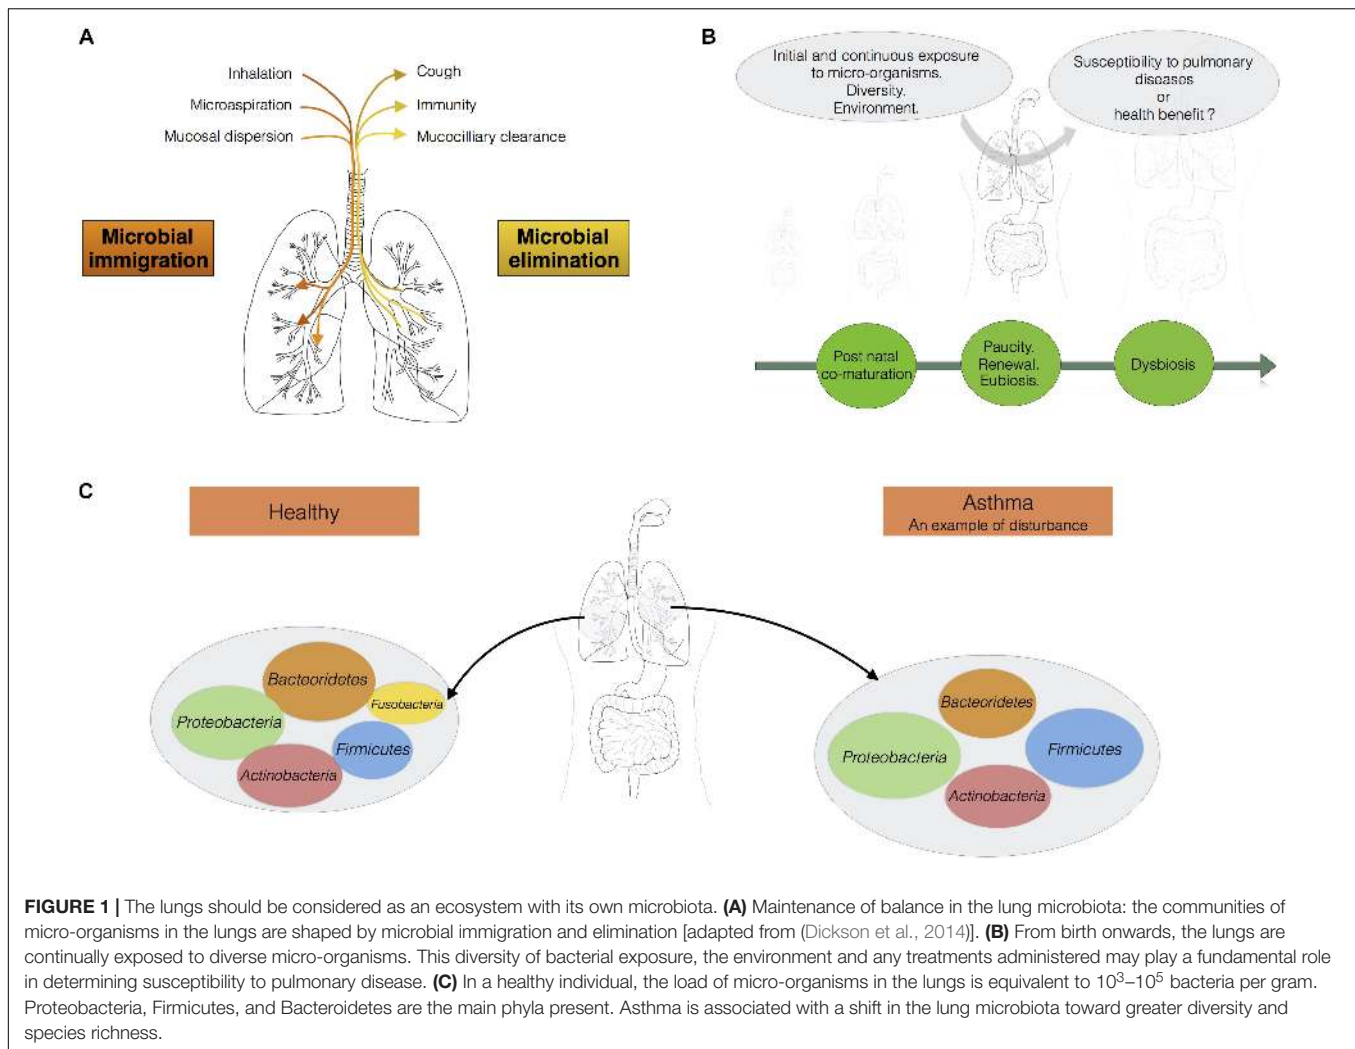 A
Inhalation
Microaspiration
Mucosal dispersion
Cough
Immunity
Mucocilliary clearance
Microbial
immigration
Microbial
elimination
B
Initial and continuous exposure
to micro-organisms.
Diversity.
Environment.
Susceptibility to pulmonary
diseases
or
health benefit ?
Post natal
co-maturation
Paucity.
Renewal.
Eubiosis.
Dysbiosis
C
Healthy
Asthma
An example of disturbance
Bacteoridetes
Fusobacteria
Proteobacteria
Firmicutes
Actinobacteria
Bacteoridetes
Proteobacteria
Firmicutes
Actinobacteria
FIGURE 1 | The lungs should be considered as an ecosystem with its own microbiota. (A) Maintenance of balance in the lung microbiota: the communities of
micro-organisms in the lungs are shaped by microbial immigration and elimination [adapted from (Dickson et al., 2014)]. (B) From birth onwards, the lungs are
continually exposed to diverse micro-organisms. This diversity of bacterial exposure, the environment and any treatments administered may play a fundamental role
in determining susceptibility to pulmonary disease. (C) In a healthy individual, the load of micro-organisms in the lungs is equivalent to 10³–10⁵ bacteria per gram.
Proteobacteria, Firmicutes, and Bacteroidetes are the main phyla present. Asthma is associated with a shift in the lung microbiota toward greater diversity and
species richness.